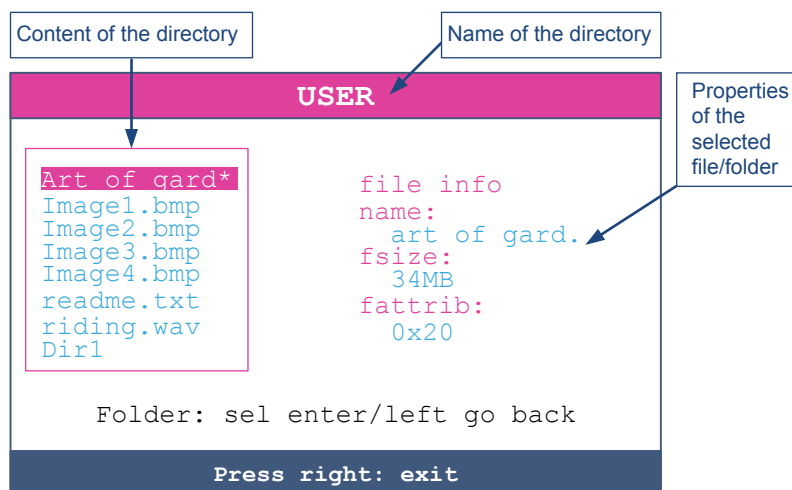 Content of the directory
Name of the directory
USER
Properties
of the
selected
file/folder
Art of gard*
Image1.bmp
Image2.bmp
Image3.bmp
Image4.bmp
readme.txt
riding.wav
Dir1
file info
name:
art of gard.
fsize:
34MB
fattrib:
0x20
Folder: sel enter/left go back
Press right: exit